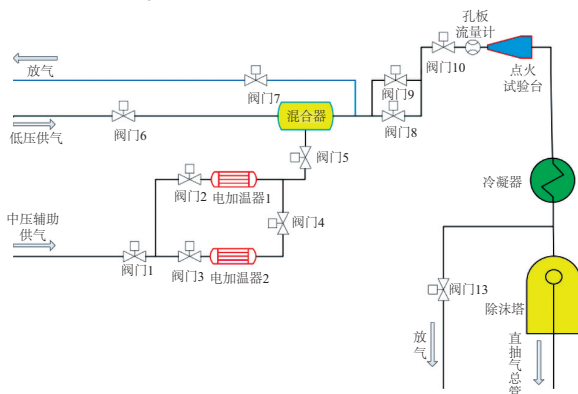 孔板
流量计
阀门10
点火
试验台
放气
阀门7
阀门9
混合器
阀门8
低压供气
阀门6
阀门5
阀门2
电加温器1
冷凝器
中压辅助
供气
阀门4
阀门1
阀门3
电加温器2
阀门13
除沫塔
放
气
直
抽
气
总
管